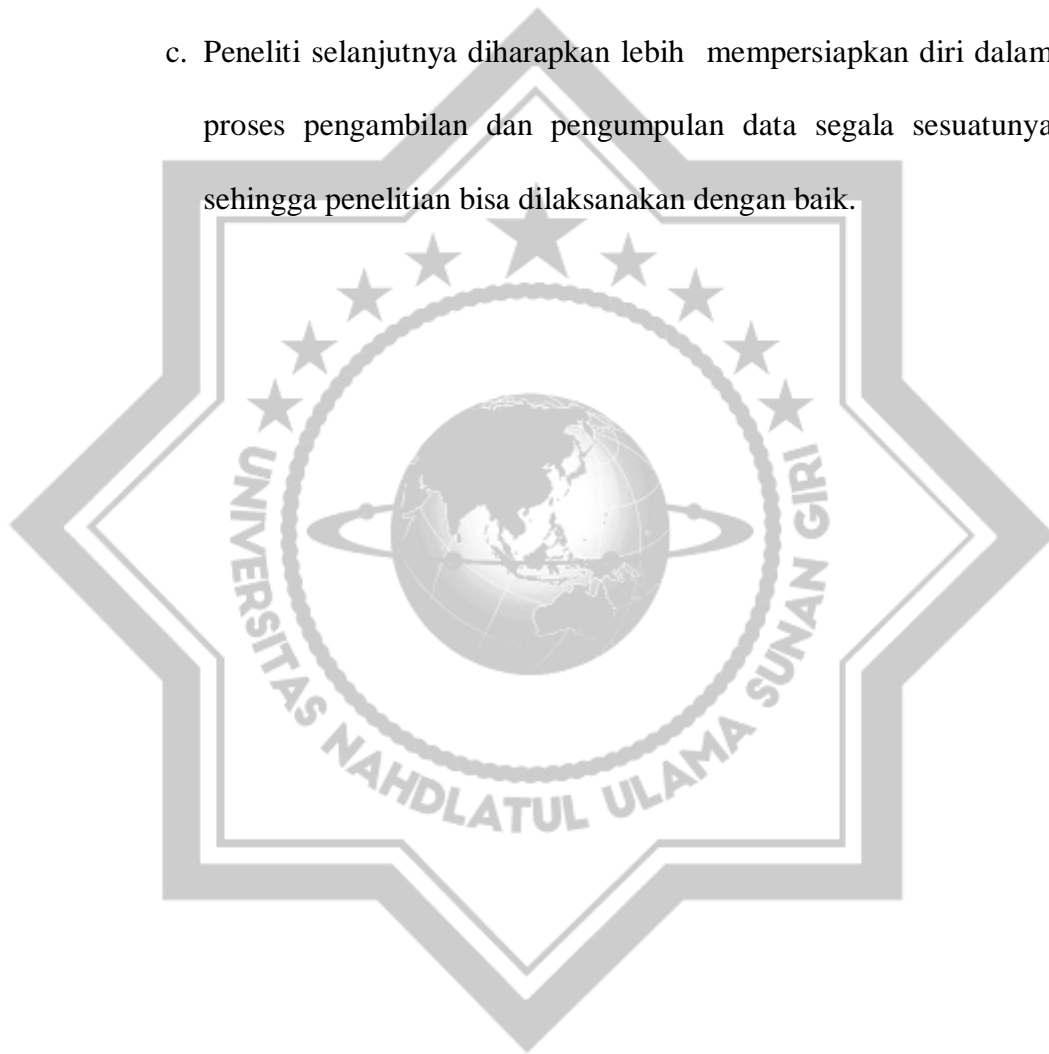 c. Peneliti selanjutnya diharapkan lebih mempersiapkan diri dalam
proses pengambilan dan pengumpulan data segala sesuatunya
sehingga penelitian bisa dilaksanakan dengan baik.
UNIVERSITAS NAHDLATUL ULAMA SUNAN GIRI